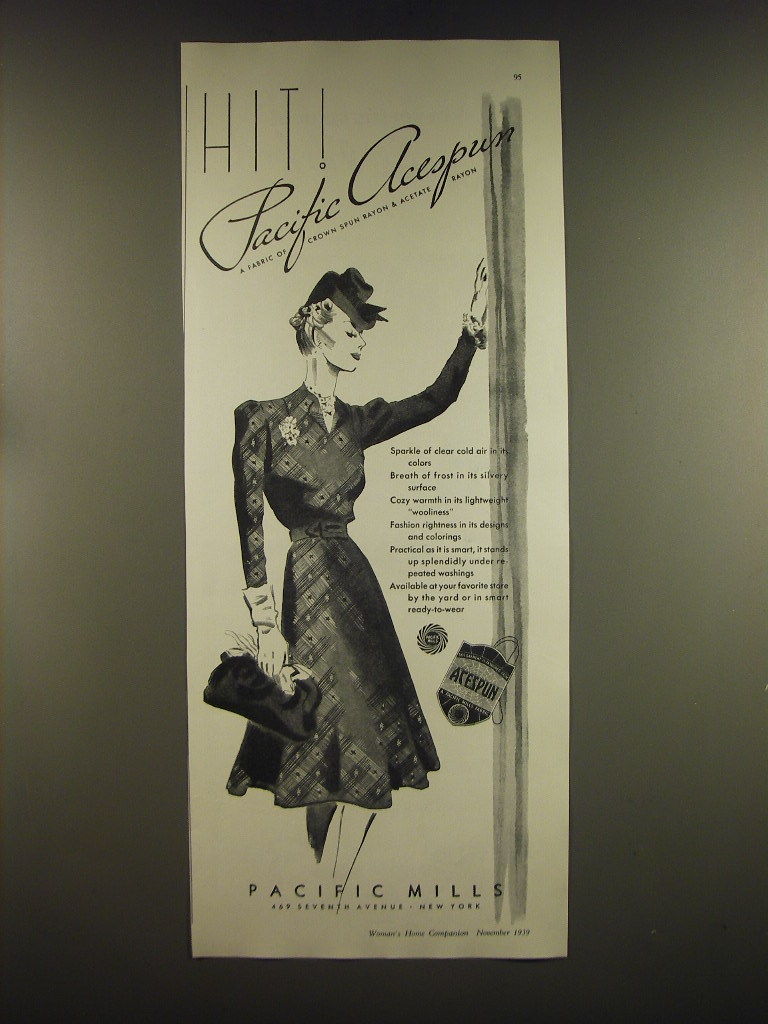 95
HIT!
Pacific Acespun
A FABRIC OF CROWN SPUN RAYON & ACETATE RAYON
Sparkle of clear cold air in its
colors
Breath of frost in its silvery
surface
Cozy warmth in its lightweight
"wooliness"
Fashion rightness in its designs
and colorings
Practical as it is smart, it stands
up splendidly under re-
peated washings
Available at your favorite store
by the yard or in smart
ready-to-wear
ACESPUN
PACIFIC MILLS
469 SEVENTH AVENUE · NEW YORK
Woman's Home Companion November 1939